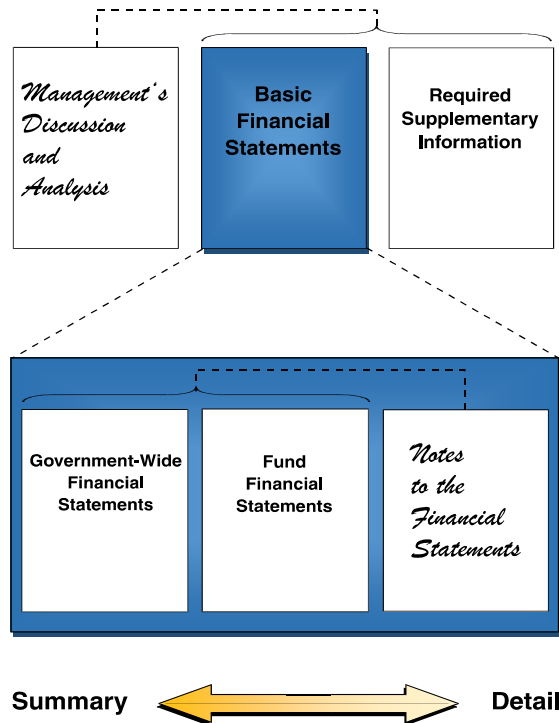 Management's
Discussion
and
Analysis
Basic
Financial
Statements
Required
Supplementary
Information
Government-Wide
Financial
Statements
Fund
Financial
Statements
Notes
to the
Financial
Statements
Summary
Detail